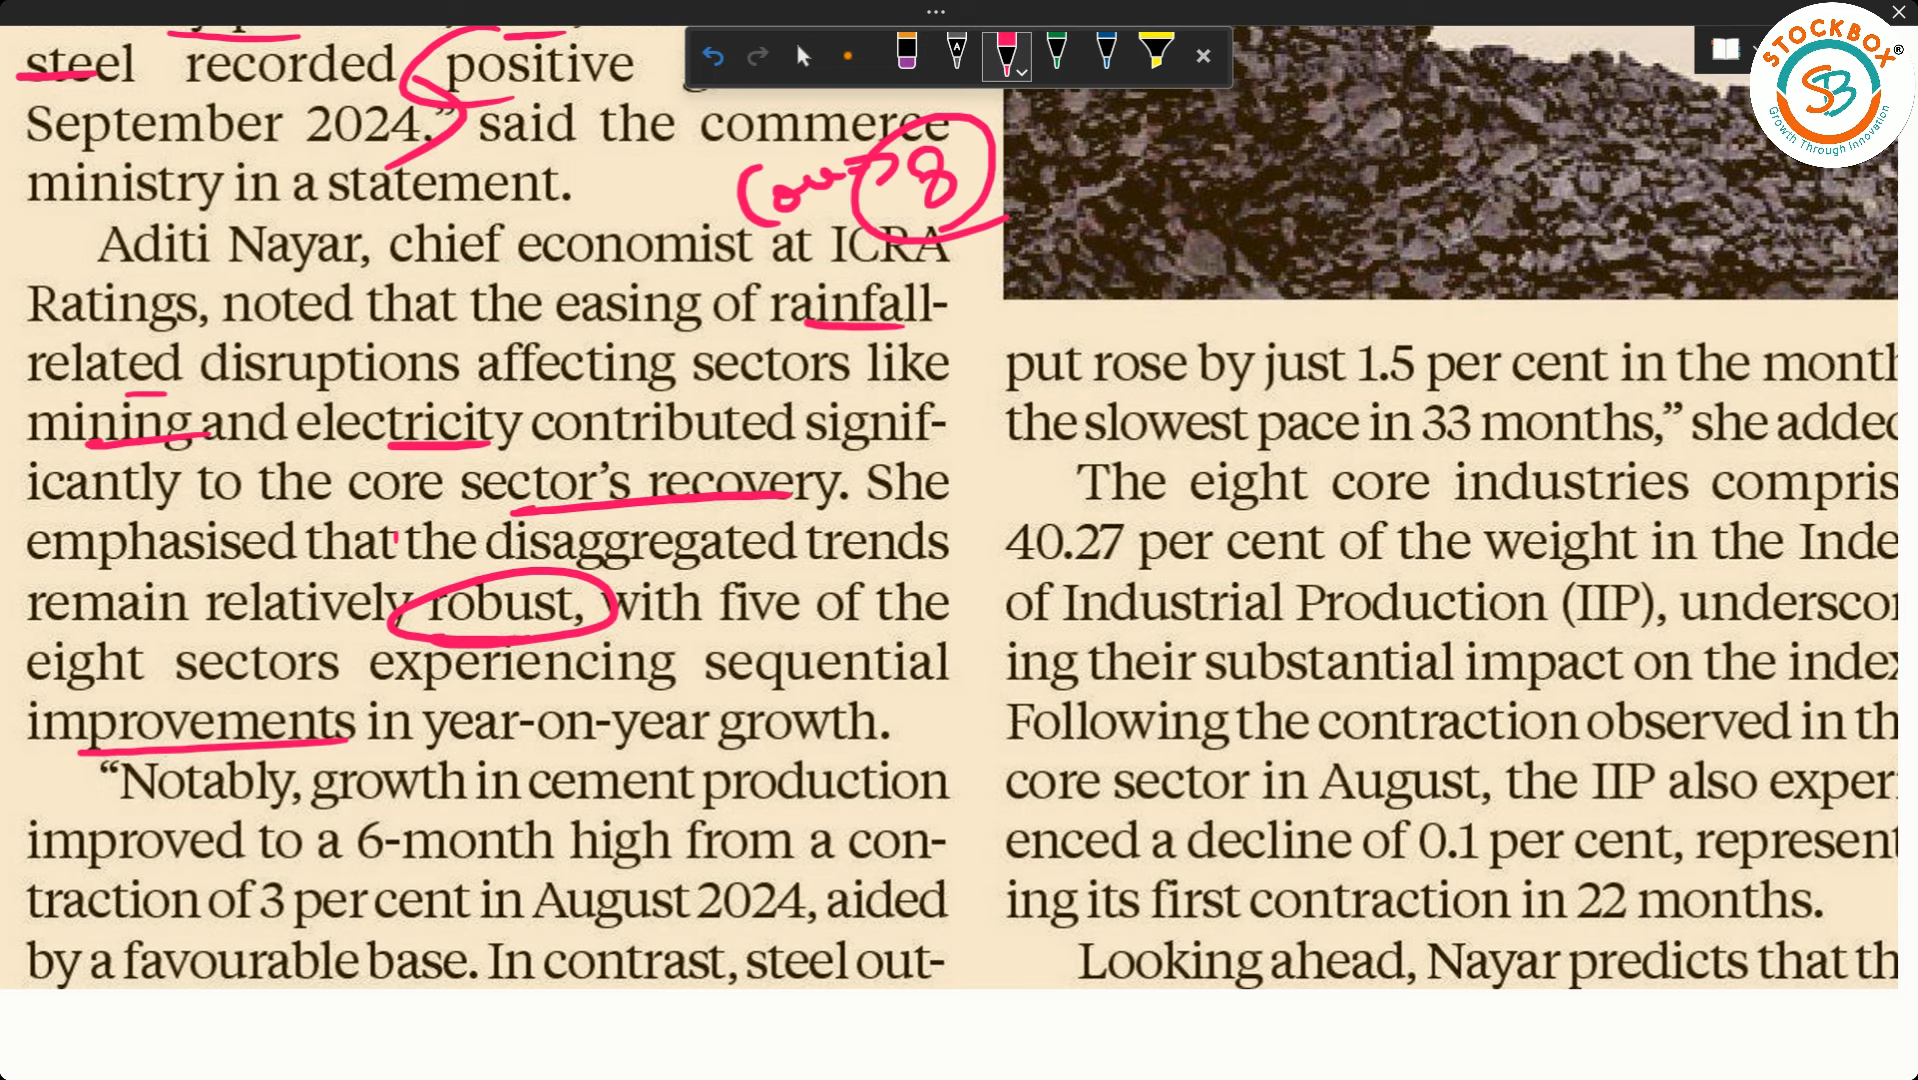 steel recorded positive
September 2024,” said the commerce
ministry in a statement.
Core → 8
Aditi Nayar, chief economist at ICRA
Ratings, noted that the easing of rainfall-
related disruptions affecting sectors like
mining and electricity contributed signif-
icantly to the core sector’s recovery. She
emphasised that the disaggregated trends
remain relatively robust, with five of the
eight sectors experiencing sequential
improvements in year-on-year growth.
“Notably, growth in cement production
improved to a 6-month high from a con-
traction of 3 per cent in August 2024, aided
by a favourable base. In contrast, steel out-
put rose by just 1.5 per cent in the month
the slowest pace in 33 months,” she added
The eight core industries compris
40.27 per cent of the weight in the Inde
of Industrial Production (IIP), underscor
ing their substantial impact on the index
Following the contraction observed in th
core sector in August, the IIP also experi
enced a decline of 0.1 per cent, represent
ing its first contraction in 22 months.
Looking ahead, Nayar predicts that th
STOCKBOX®
SB
Growth Through Innovation